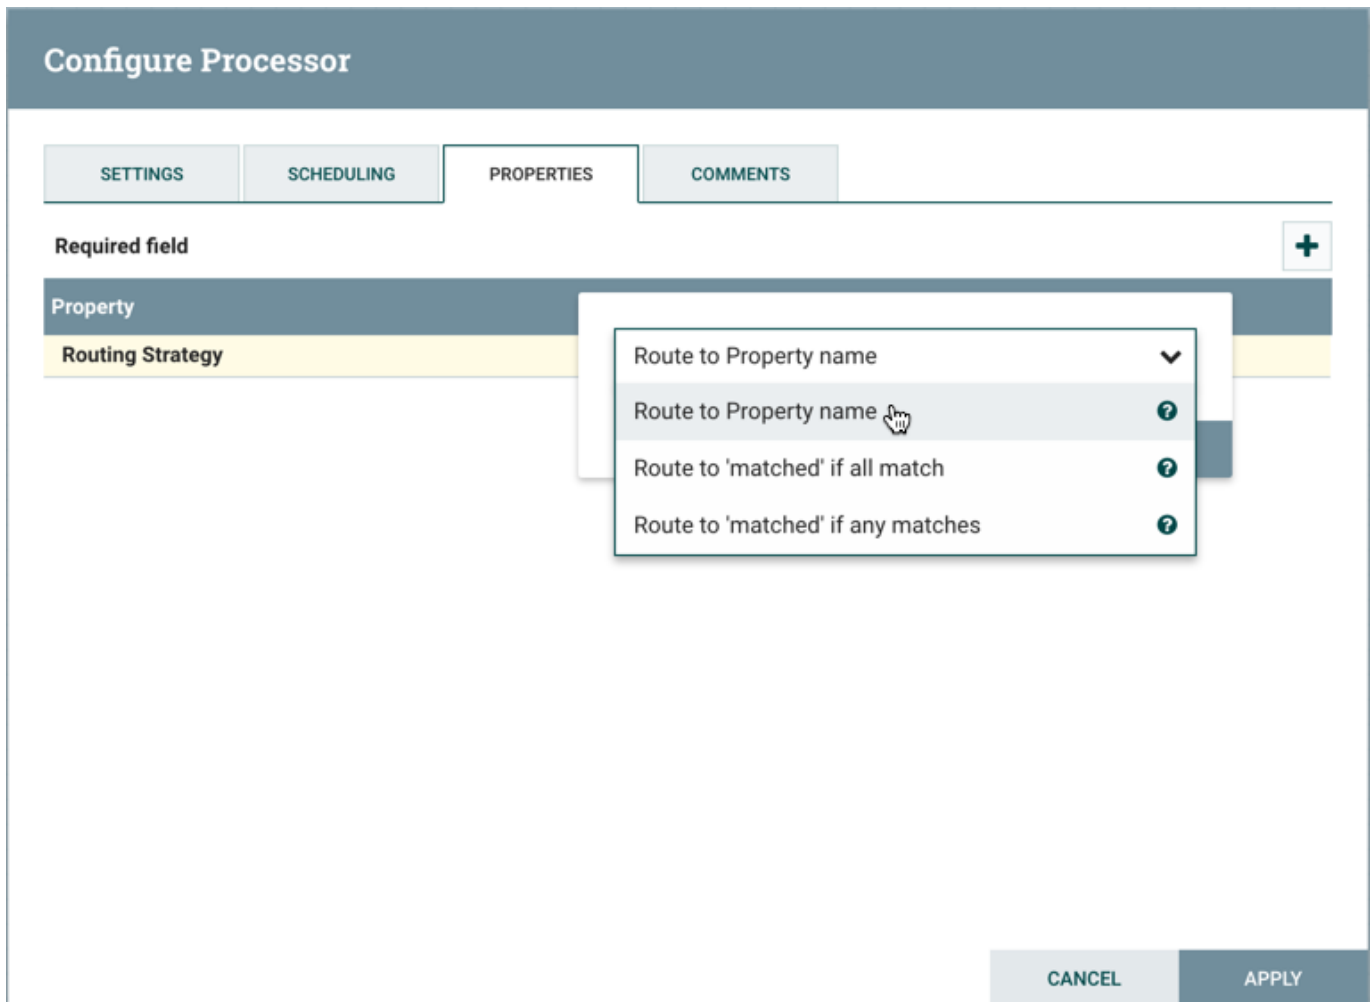 Configure Processor
SETTINGS SCHEDULING PROPERTIES COMMENTS
Required field
Property
Routing Strategy
Route to Property name
Route to Property name
Route to 'matched' if all match
Route to 'matched' if any matches
CANCEL APPLY